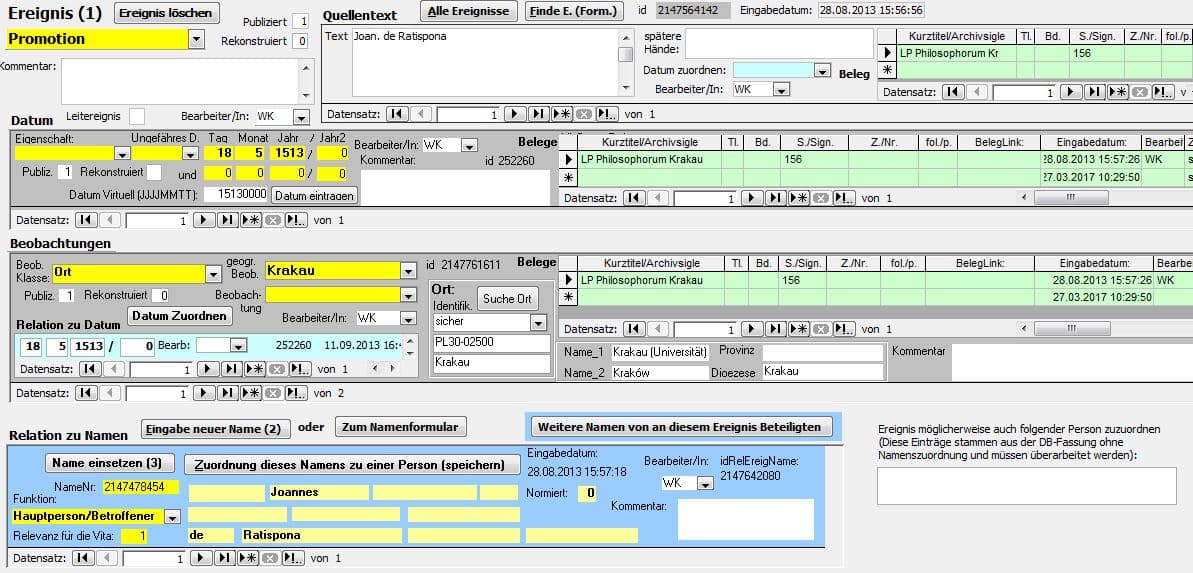 Ereignis (1) Ereignis löschen Publiziert 1
Promotion Rekonstruiert 0
Kommentar:
Leitereignis Bearbeiter/In: WK
Quellentext Alle Ereignisse Finde E. (Form.) id 2147564142 Eingabedatum: 28.08.2013 15:56:56
Text Joan. de Ratispona
spätere Hände:
Datum zuordnen:
Bearbeiter/In: WK
Beleg
Kurztitel/Archivsigle Tl. Bd. S./Sign. Z./Nr. fol./p.
LP Philosophorum Kr 156
Datensatz: 1 von 1
Datensatz: 1 v
Datum
Eigenschaft: Ungefähres D. Tag Monat Jahr / Jahr2
18 5 1513 / 0
Publiz. 1 Rekonstruiert und 0 0 0 / 0
Datum Virtuell (JJJMMTT): 15130000 Datum eintragen
Bearbeiter/In: WK
Kommentar: id 252260
Belege
Kurztitel/Archivsigle Tl. Bd. S./Sign. Z./Nr. fol./p. BelegLink: Eingabedatum: Bearbei
LP Philosophorum Krakau 156 28.08.2013 15:57:26 WK
27.03.2017 10:29:50
Datensatz: 1 von 1
Datensatz: 1 von 1
Beobachtungen
Beob. Klasse: Ort geogr. Beob. Krakau
Publiz. 1 Rekonstruiert 0 Beobach-
tung
Datum Zuordnen Bearbeiter/In: WK
Relation zu Datum
18 5 1513 / 0 Bearb: 252260 11.09.2013 16:
Datensatz: 1 von 1
id 2147761611 Belege
Ort:
Identifik. Suche Ort
sicher
PL30-02500
Krakau
Kurztitel/Archivsigle Tl. Bd. S./Sign. Z./Nr. fol./p. BelegLink: Eingabedatum: Bearbe
LP Philosophorum Krakau 156 28.08.2013 15:57:26 WK
27.03.2017 10:29:50
Datensatz: 1 von 1
Name_1 Krakau (Universität) Provinz Kommentar
Name_2 Kraków Dioezese Krakau
Datensatz: 1 von 2
Relation zu Namen Eingabe neuer Name (2) oder Zum Namenformular Weitere Namen von an diesem Ereignis Beteiligten
Name einsetzen (3) Zuordnung dieses Namens zu einer Person (speichern)
Eingabedatum:
28.08.2013 15:57:18
Bearbeiter/In: WK
idRelEreigName:
2147642080
NameNr: 2147478454 Joannes Normiert: 0
Funktion:
Hauptperson/Betroffener
Kommentar:
Relevanz für die Vita: 1 de Ratispona
Datensatz: 1 von 1
Ereignis möglicherweise auch folgender Person zuzuordnen
(Diese Einträge stammen aus der DB-Fassung ohne
Namenszuordnung und müssen überarbeitet werden):